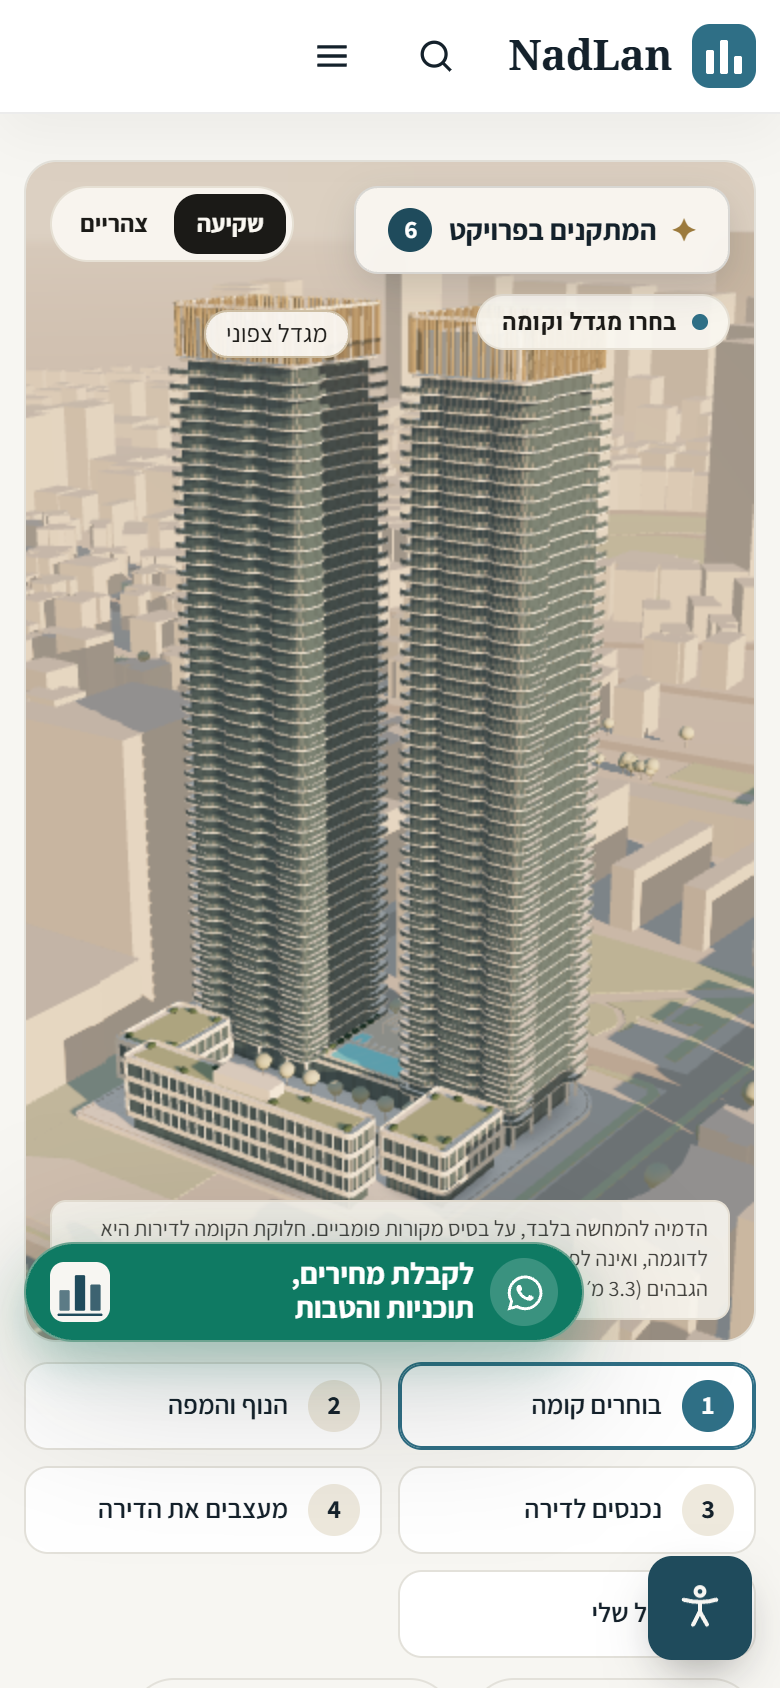 NadLan
המתקנים בפרויקט 6
שקיעה צהריים
בחרו מגדל וקומה
מגדל צפוני
הדמיה להמחשה בלבד, על בסיס מקורות פומביים. חלוקת הקומה לדירות היא
לדוגמה, ואינה
הגבהים (3.3 מ׳
לקבלת מחירים,
תוכניות והטבות
1 בוחרים קומה
2 הנוף והמפה
3 נכנסים לדירה
4 מעצבים את הדירה
שלי